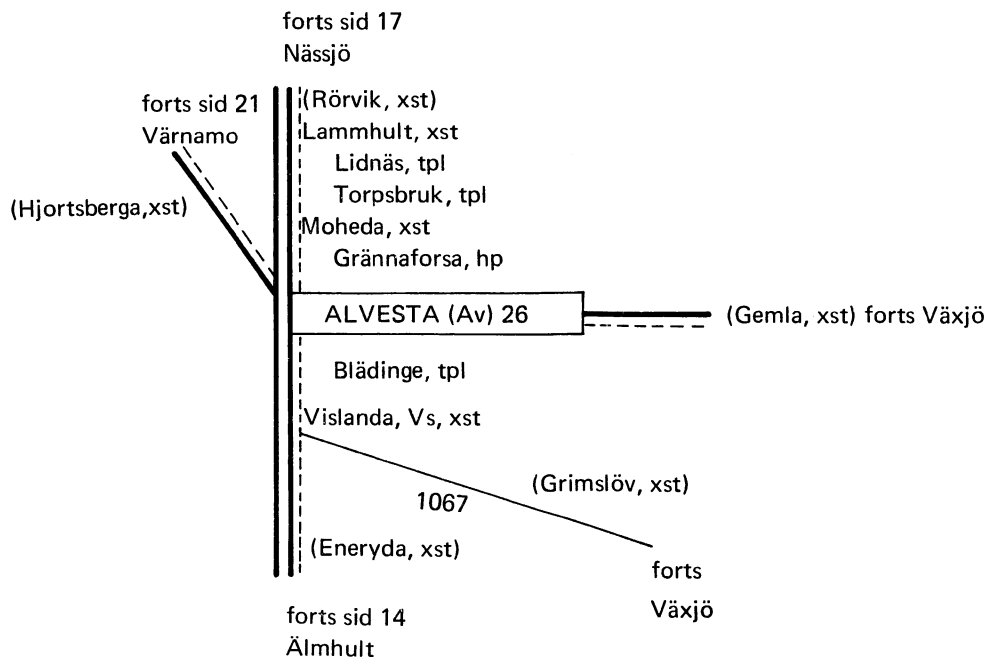 forts sid 17
Nässjö
forts sid 21
Värnamo
(Hjortsberga,xst)
(Rörvik, xst)
Lammhult, xst
Lidnäs, tpl
Torpsbruk, tpl
Moheda, xst
Grännaforsa, hp
ALVESTA (Av) 26
(Gemla, xst) forts Växjö
Blädinge, tpl
Vislanda, Vs, xst
(Grimslöv, xst)
1067
(Eneryda, xst)
forts
Växjö
forts sid 14
Älmhult